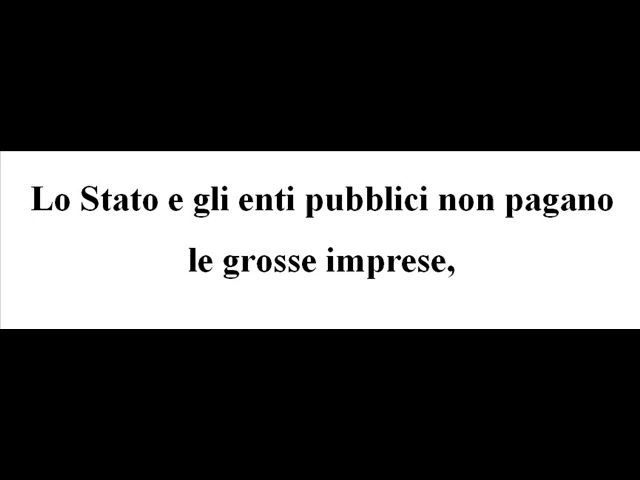 Lo Stato e gli enti pubblici non pagano
le grosse imprese,